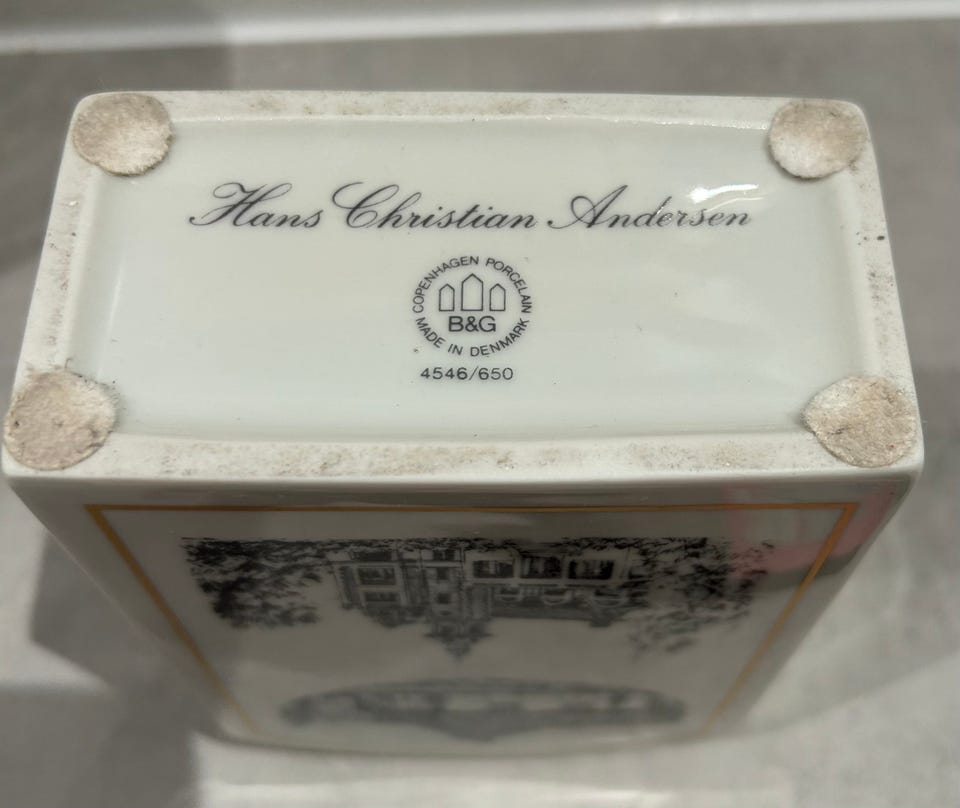 Hans Christian Andersen
COPENHAGEN PORCELAIN
B&G
MADE IN DENMARK
4546/650